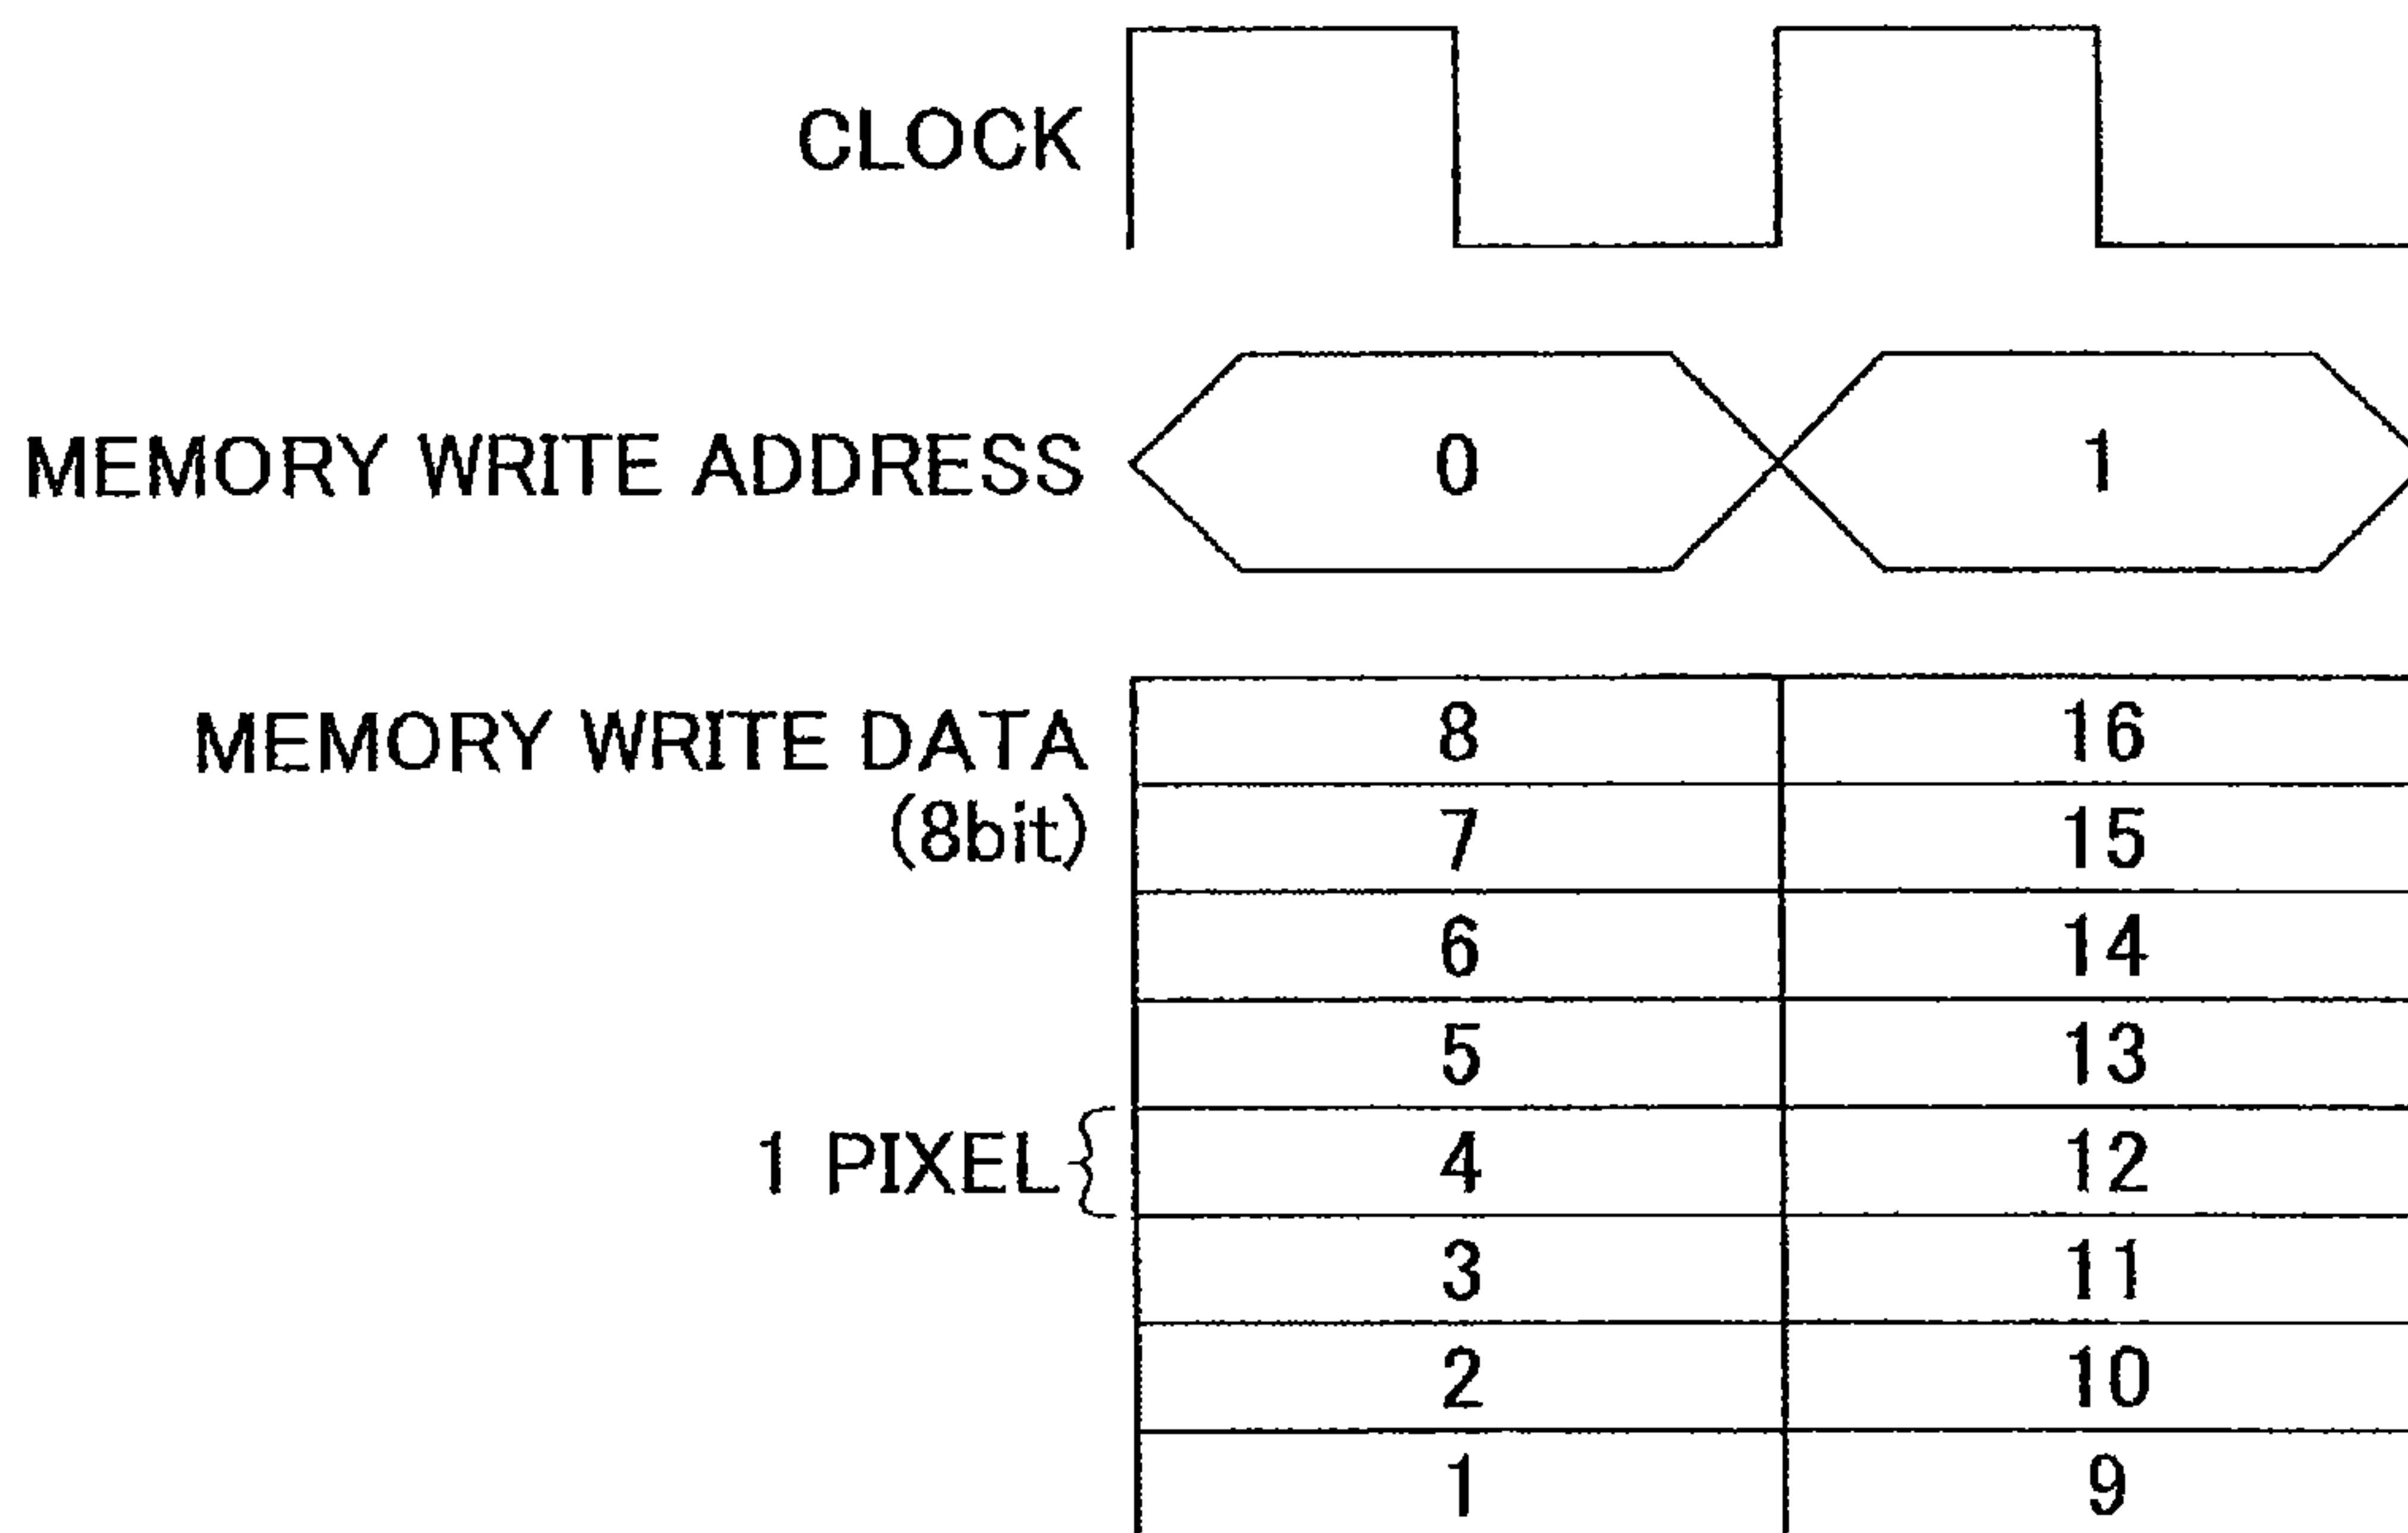 CLOCK
MEMORY WRITE ADDRESS 0 1
MEMORY WRITE DATA 8 16
(8bit) 7 15
6 14
5 13
1 PIXEL 4 12
3 11
2 10
1 9